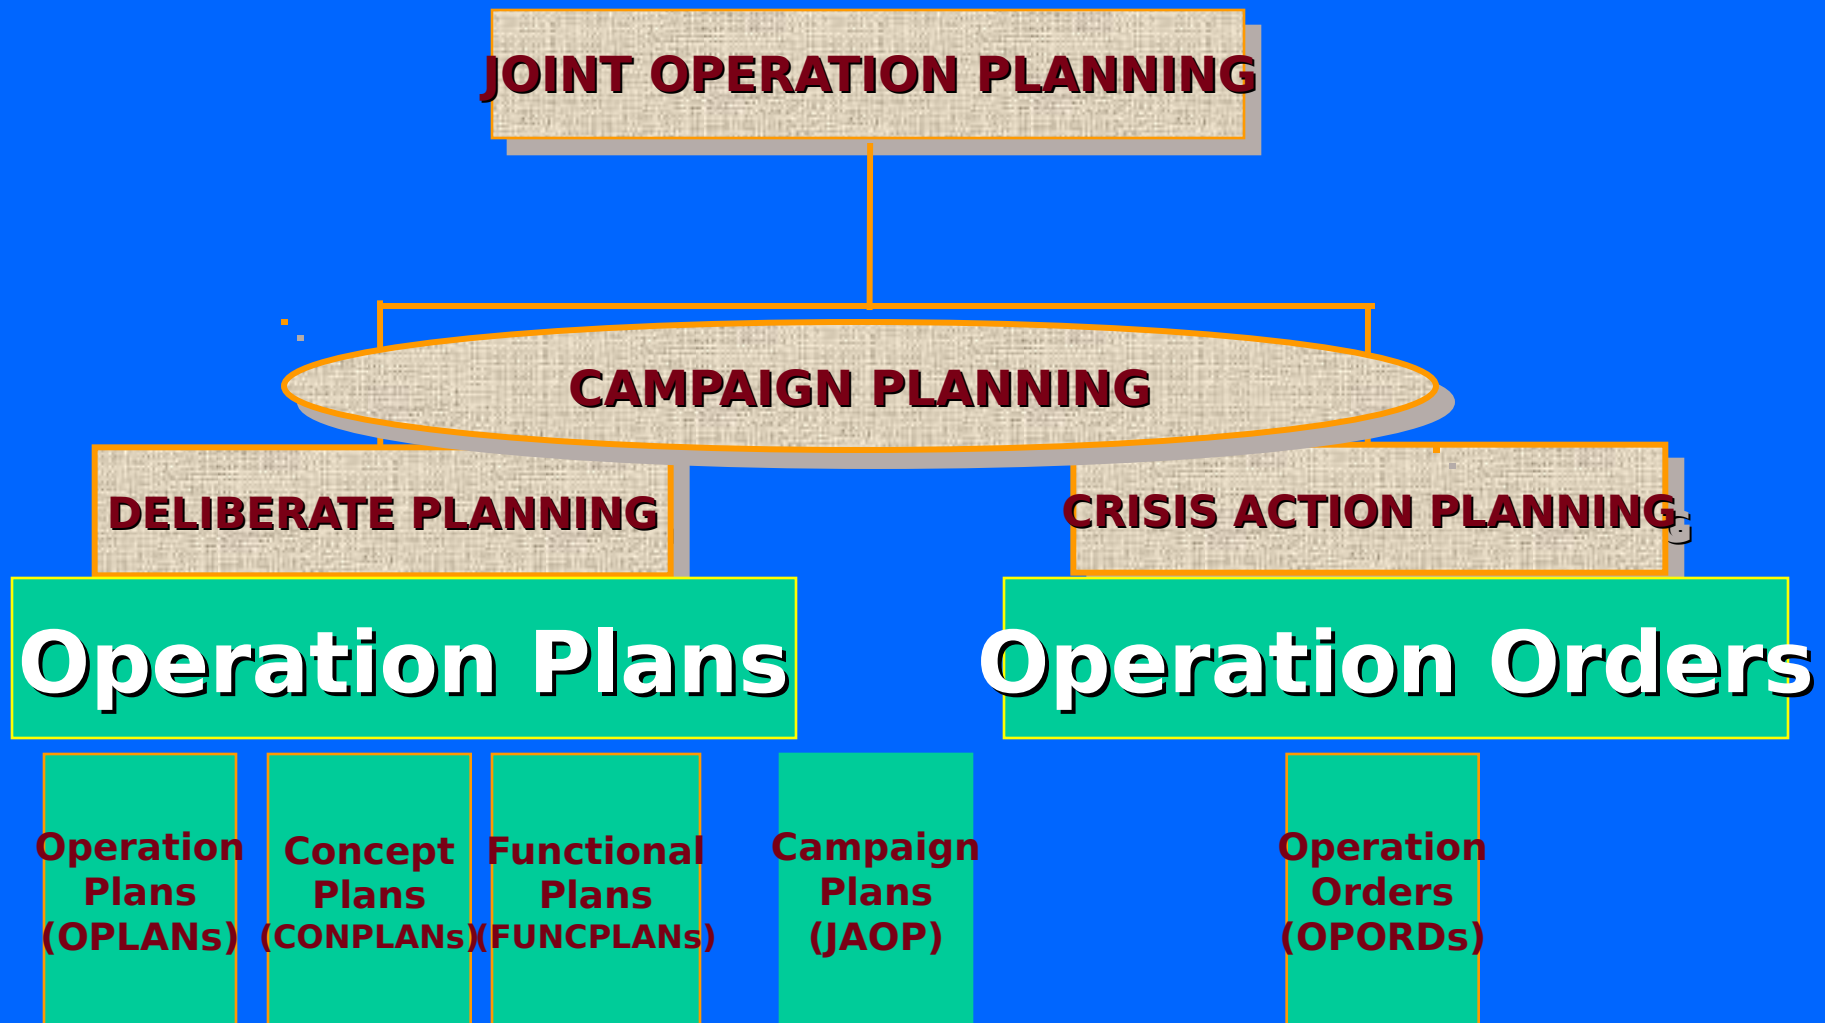 JOINT OPERATION PLANNING
CAMPAIGN PLANNING
DELIBERATE PLANNING
CRISIS ACTION PLANNING
Operation Plans
Operation Orders
Operation
Plans
(OPLANs)
Concept
Plans
(CONPLANs)
Functional
Plans
(FUNCPLANs)
Campaign
Plans
(JAOP)
Operation
Orders
(OPORDs)